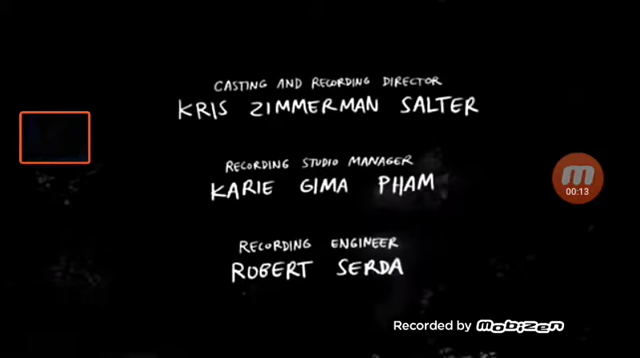 CASTING AND RECORDING DIRECTOR
KRIS ZIMMERMAN SALTER
RECORDING STUDIO MANAGER
KARIE GIMA PHAM
00:13
RECORDING ENGINEER
ROBERT SERDA
Recorded by mobizen